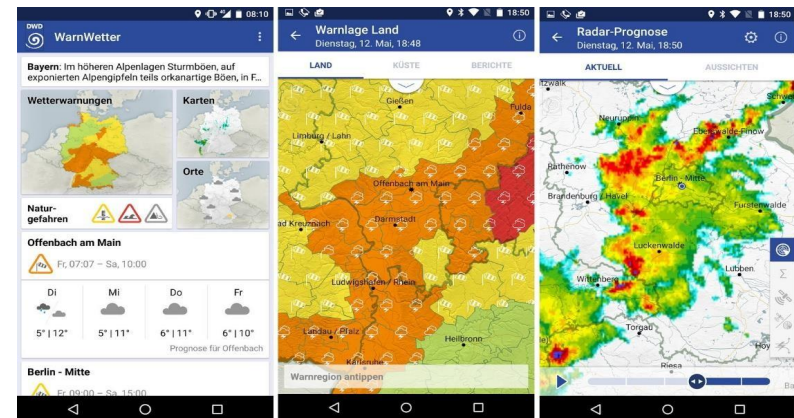 08:10
DWD
WarnWetter
Bayern: Im höheren Alpenlagen Sturmböen, auf
exponierten Alpengipfeln teils orkanartige Böen, in F...
Wetterwarnungen
Karten
Orte
Natur-
gefahren
Offenbach am Main
Fr, 07:07 – Sa, 10:00
Di
Mi
Do
Fr
5° | 12°
5° | 11°
6° | 11°
6° | 10°
Prognose für Offenbach
Berlin - Mitte
Fr, 09:00 – Sa, 15:00
18:50
Warnlage Land
Dienstag, 12. Mai, 18:48
LAND
KÜSTE
BERICHTE
Gießen
Fulda
Limburg / Lahn
Offenbach am Main
ad Kreuznach
Darmstadt
Ludwigshafen / Rhein
Landau / Pfalz
Heilbronn
Karlsruhe
Warnregion antippen
18:50
Radar-Prognose
Dienstag, 12. Mai, 18:50
AKTUELL
AUSSICHTEN
tzwalk
Schwe
Neuruppin
Eberswalde-Finow
Rathenow
Berlin - Mitte
Brandenburg / Havel
Fürstenwalde
Luckenwalde
Lübben
Wittenberg
Torgau
Hoy
Riesa
Ba